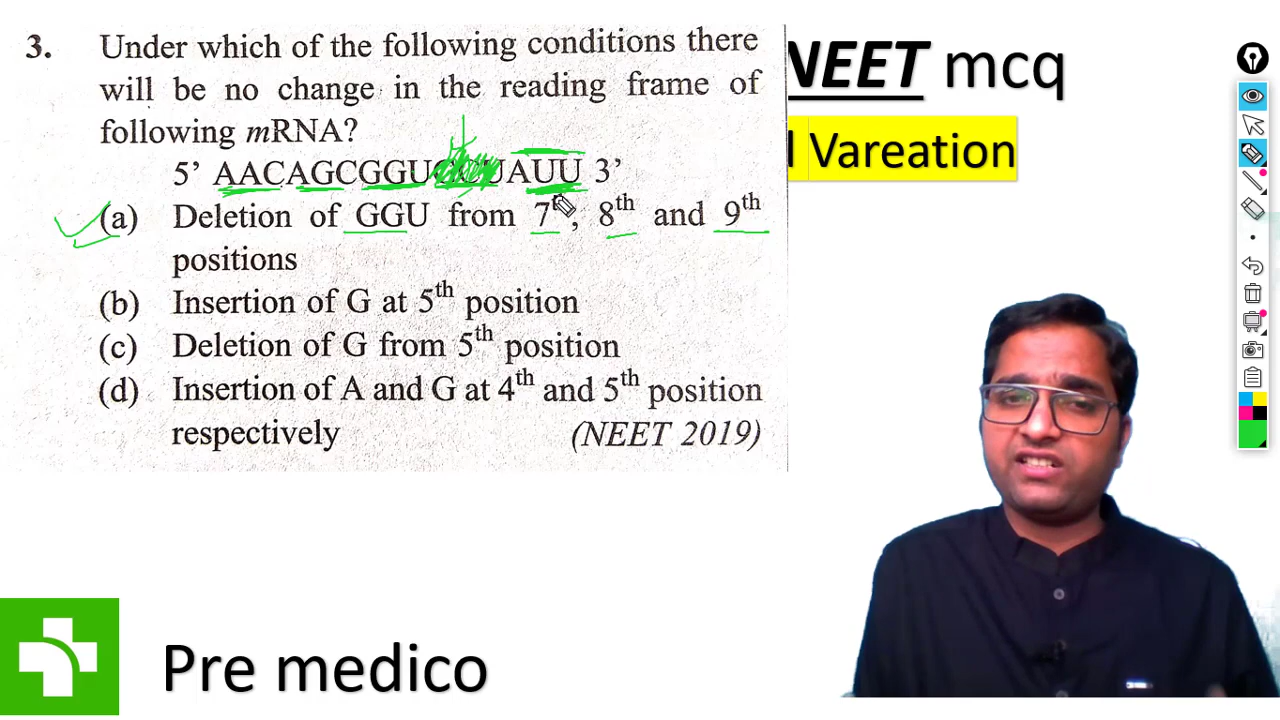 3. Under which of the following conditions there
will be no change in the reading frame of
following mRNA?
5’ AACAGCGGUGCUAUU 3’
(a) Deletion of GGU from 7th, 8th and 9th
positions
(b) Insertion of G at 5th position
(c) Deletion of G from 5th position
(d) Insertion of A and G at 4th and 5th position
respectively (NEET 2019)
NEET mcq
Vareation
Pre medico